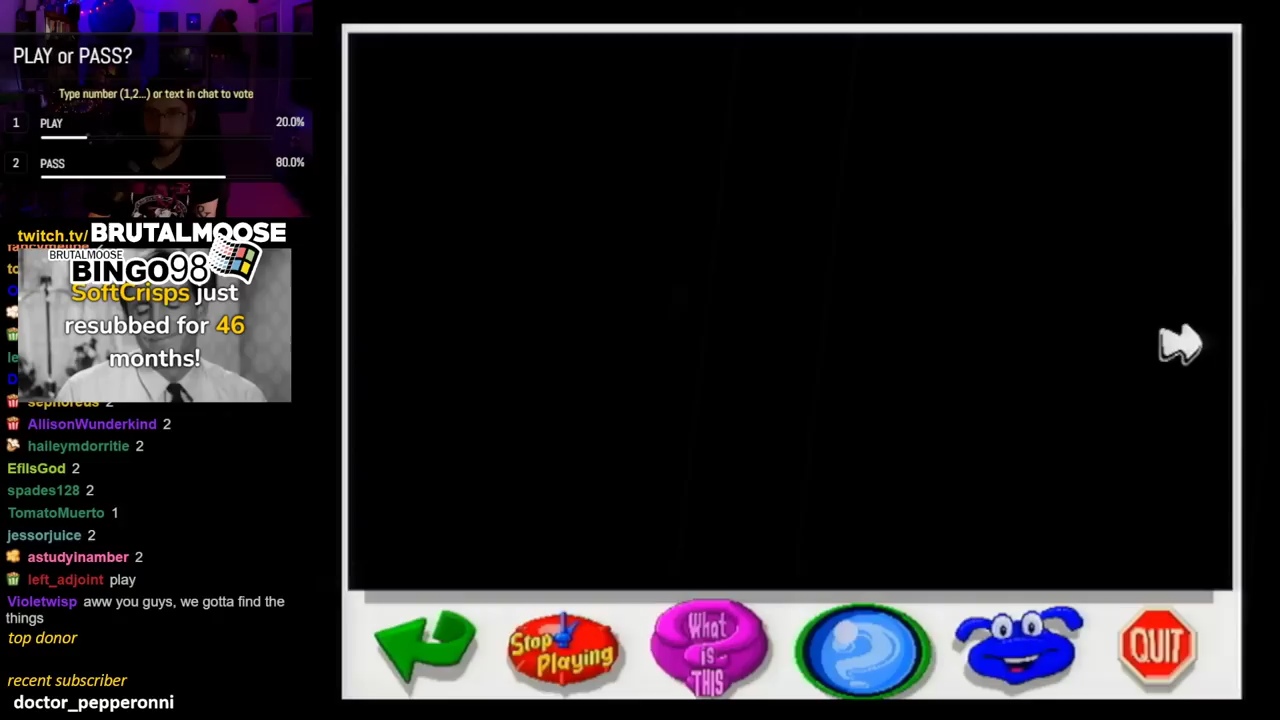 PLAY or PASS?
Type number (1,2...) or text in chat to vote
1 PLAY 20.0%
2 PASS 80.0%
twitch.tv/BRUTALMOOSE
BRUTALMOOSE
BINGO98
SoftCrisps just
resubbed for 46
months!
sephoreus 2
AllisonWunderkind 2
haileymdorritie 2
EfilsGod 2
spades128 2
TomatoMuerto 1
jessorjuice 2
astudyinamber 2
left_adjoint play
Violetwisp aww you guys, we gotta find the
things
top donor
recent subscriber
doctor_pepperonni
Stop
Playing
What
is
THIS
QUIT